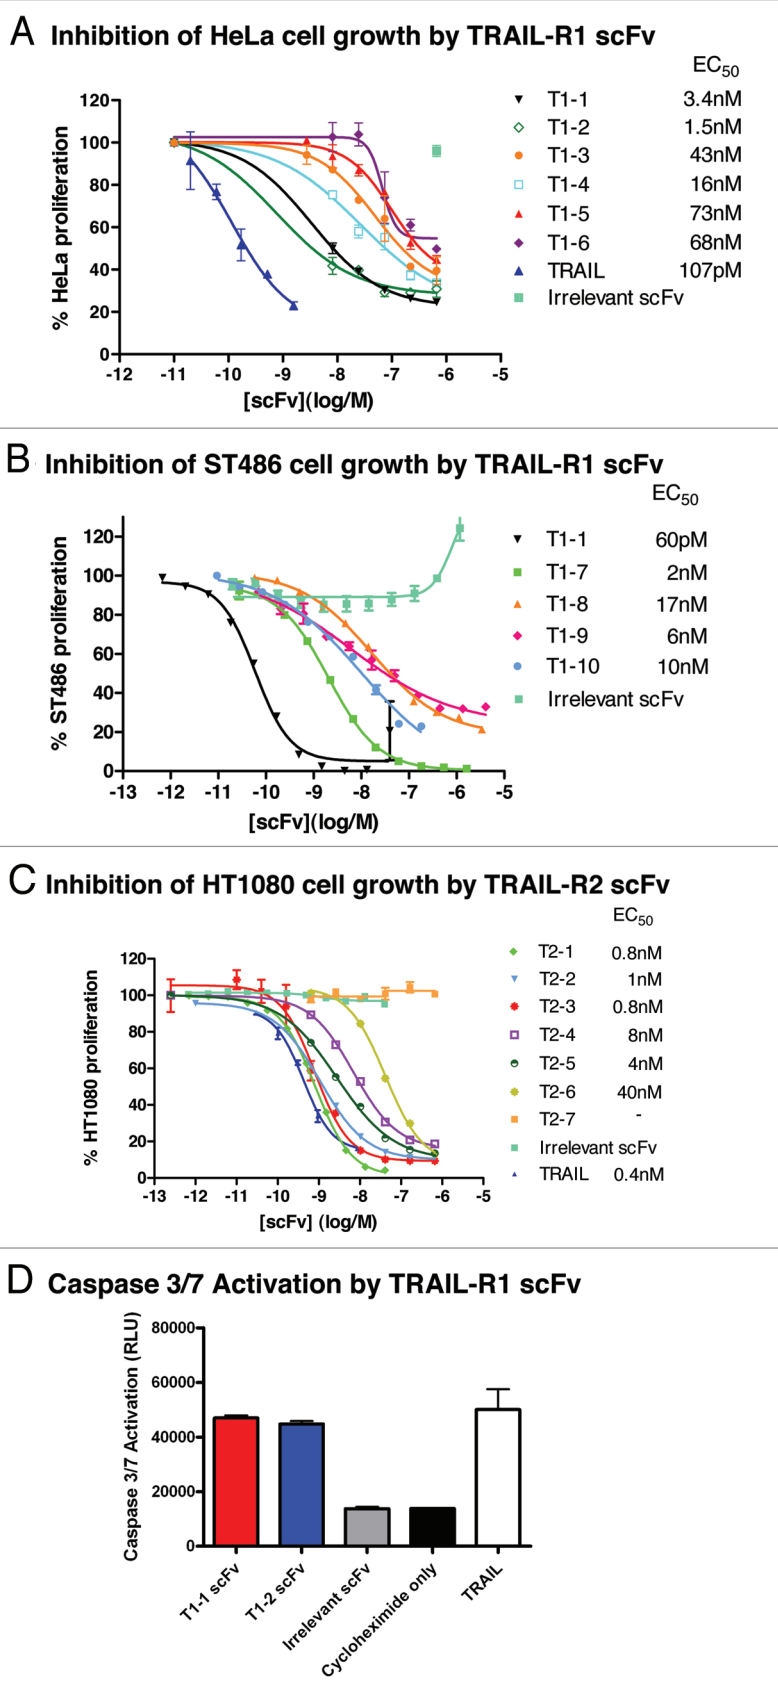 A Inhibition of HeLa cell growth by TRAIL-R1 scFv
EC50
T1-1 3.4nM
T1-2 1.5nM
T1-3 43nM
T1-4 16nM
T1-5 73nM
T1-6 68nM
TRAIL 107pM
Irrelevant scFv
% HeLa proliferation
120
100
80
60
40
20
0
-12 -11 -10 -9 -8 -7 -6 -5
[scFv](log/M)
B Inhibition of ST486 cell growth by TRAIL-R1 scFv
EC50
T1-1 60pM
T1-7 2nM
T1-8 17nM
T1-9 6nM
T1-10 10nM
Irrelevant scFv
% ST486 proliferation
120
100
80
60
40
20
0
-13 -12 -11 -10 -9 -8 -7 -6 -5
[scFv](log/M)
C Inhibition of HT1080 cell growth by TRAIL-R2 scFv
EC50
T2-1 0.8nM
T2-2 1nM
T2-3 0.8nM
T2-4 8nM
T2-5 4nM
T2-6 40nM
T2-7 -
Irrelevant scFv
TRAIL 0.4nM
% HT1080 proliferation
120
100
80
60
40
20
0
-13 -12 -11 -10 -9 -8 -7 -6 -5
[scFv] (log/M)
D Caspase 3/7 Activation by TRAIL-R1 scFv
Caspase 3/7 Activation (RLU)
80000
60000
40000
20000
0
T1-1 scFv
T1-2 scFv
Irrelevant scFv
Cycloheximide only
TRAIL